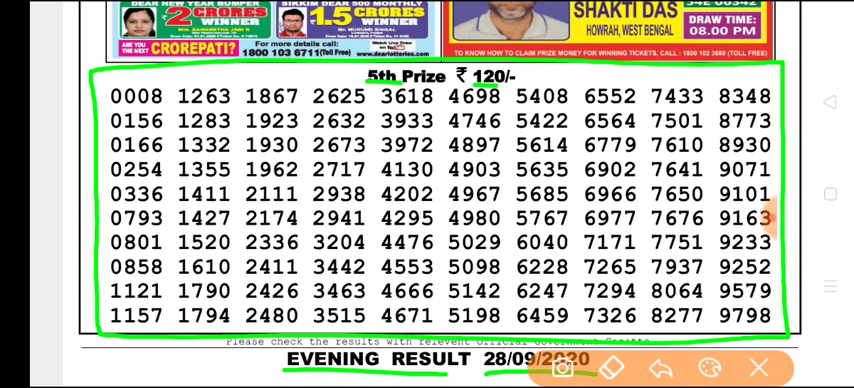 DEAR NEW YEAR BUMPER
₹2 CRORES
WINNER
SIKKIM DEAR 500 MONTHLY
₹1.5 CRORES
WINNER
SHAKTI DAS
HOWRAH, WEST BENGAL
DRAW TIME:
08.00 PM
ARE YOU
THE NEXT
CROREPATI?
For more details call:
1800 103 6711(Toll Free)
Watch Live Draw
www.dearlotteries.com
TO KNOW HOW TO CLAIM PRIZE MONEY FOR WINNING TICKETS, CALL : 1800 102 3680 (TOLL FREE)
5th Prize ₹ 120/-
0008 1263 1867 2625 3618 4698 5408 6552 7433 8348
0156 1283 1923 2632 3933 4746 5422 6564 7501 8773
0166 1332 1930 2673 3972 4897 5614 6779 7610 8930
0254 1355 1962 2717 4130 4903 5635 6902 7641 9071
0336 1411 2111 2938 4202 4967 5685 6966 7650 9101
0793 1427 2174 2941 4295 4980 5767 6977 7676 9163
0801 1520 2336 3204 4476 5029 6040 7171 7751 9233
0858 1610 2411 3442 4553 5098 6228 7265 7937 9252
1121 1790 2426 3463 4666 5142 6247 7294 8064 9579
1157 1794 2480 3515 4671 5198 6459 7326 8277 9798
Please check the results with relevent Official Government Gazette
EVENING RESULT 28/09/2020